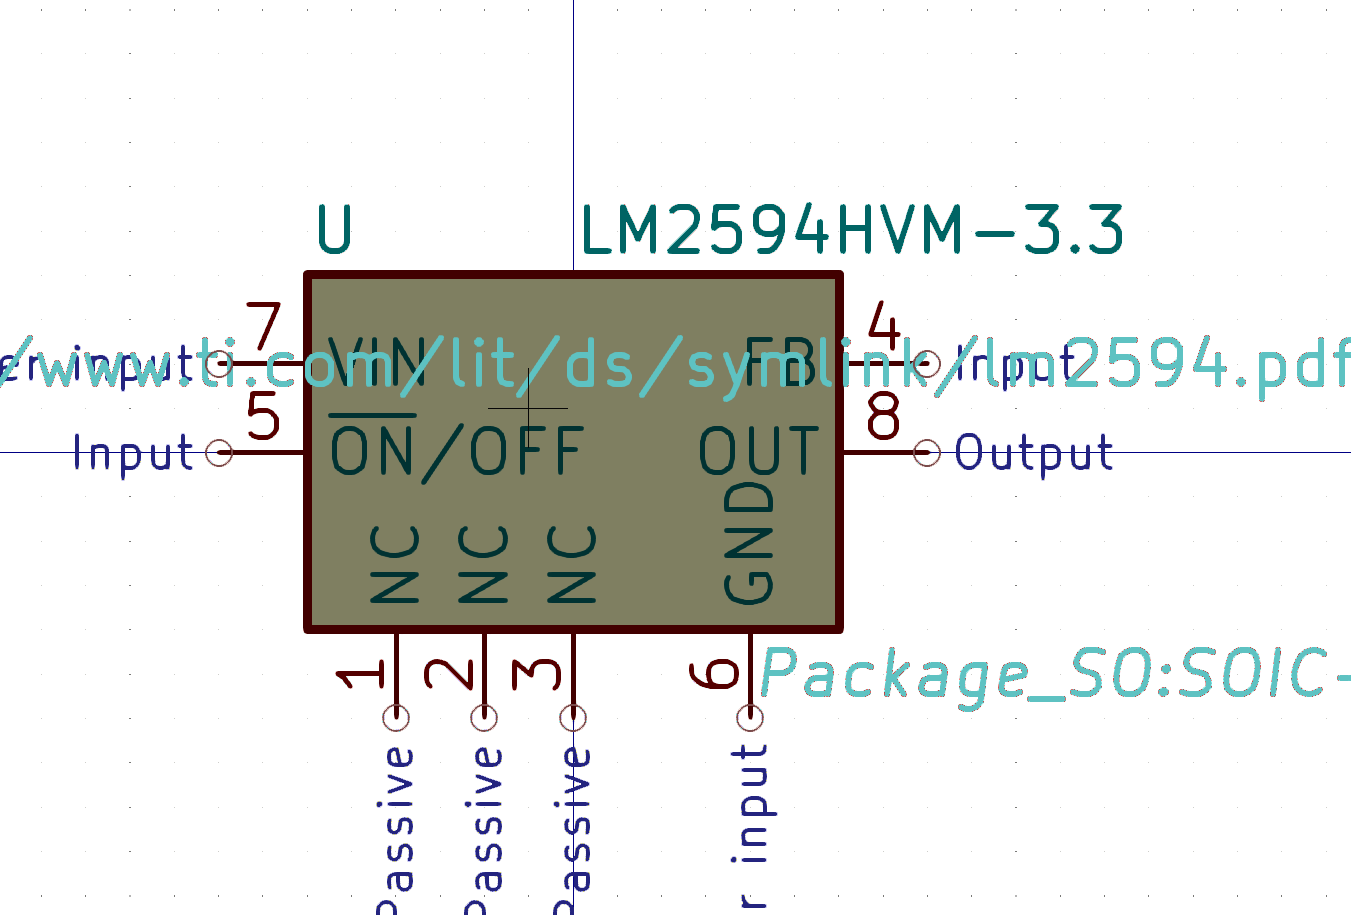 U LM2594HVM-3.3
7 4
er input VIN FB Input
/www.ti.com/lit/ds/symlink/lm2594.pdf
5 8
Input ON/OFF OUT Output
NC NC NC GND
1 2 3 6
Package_SO:SOIC-
Passive Passive Passive r input